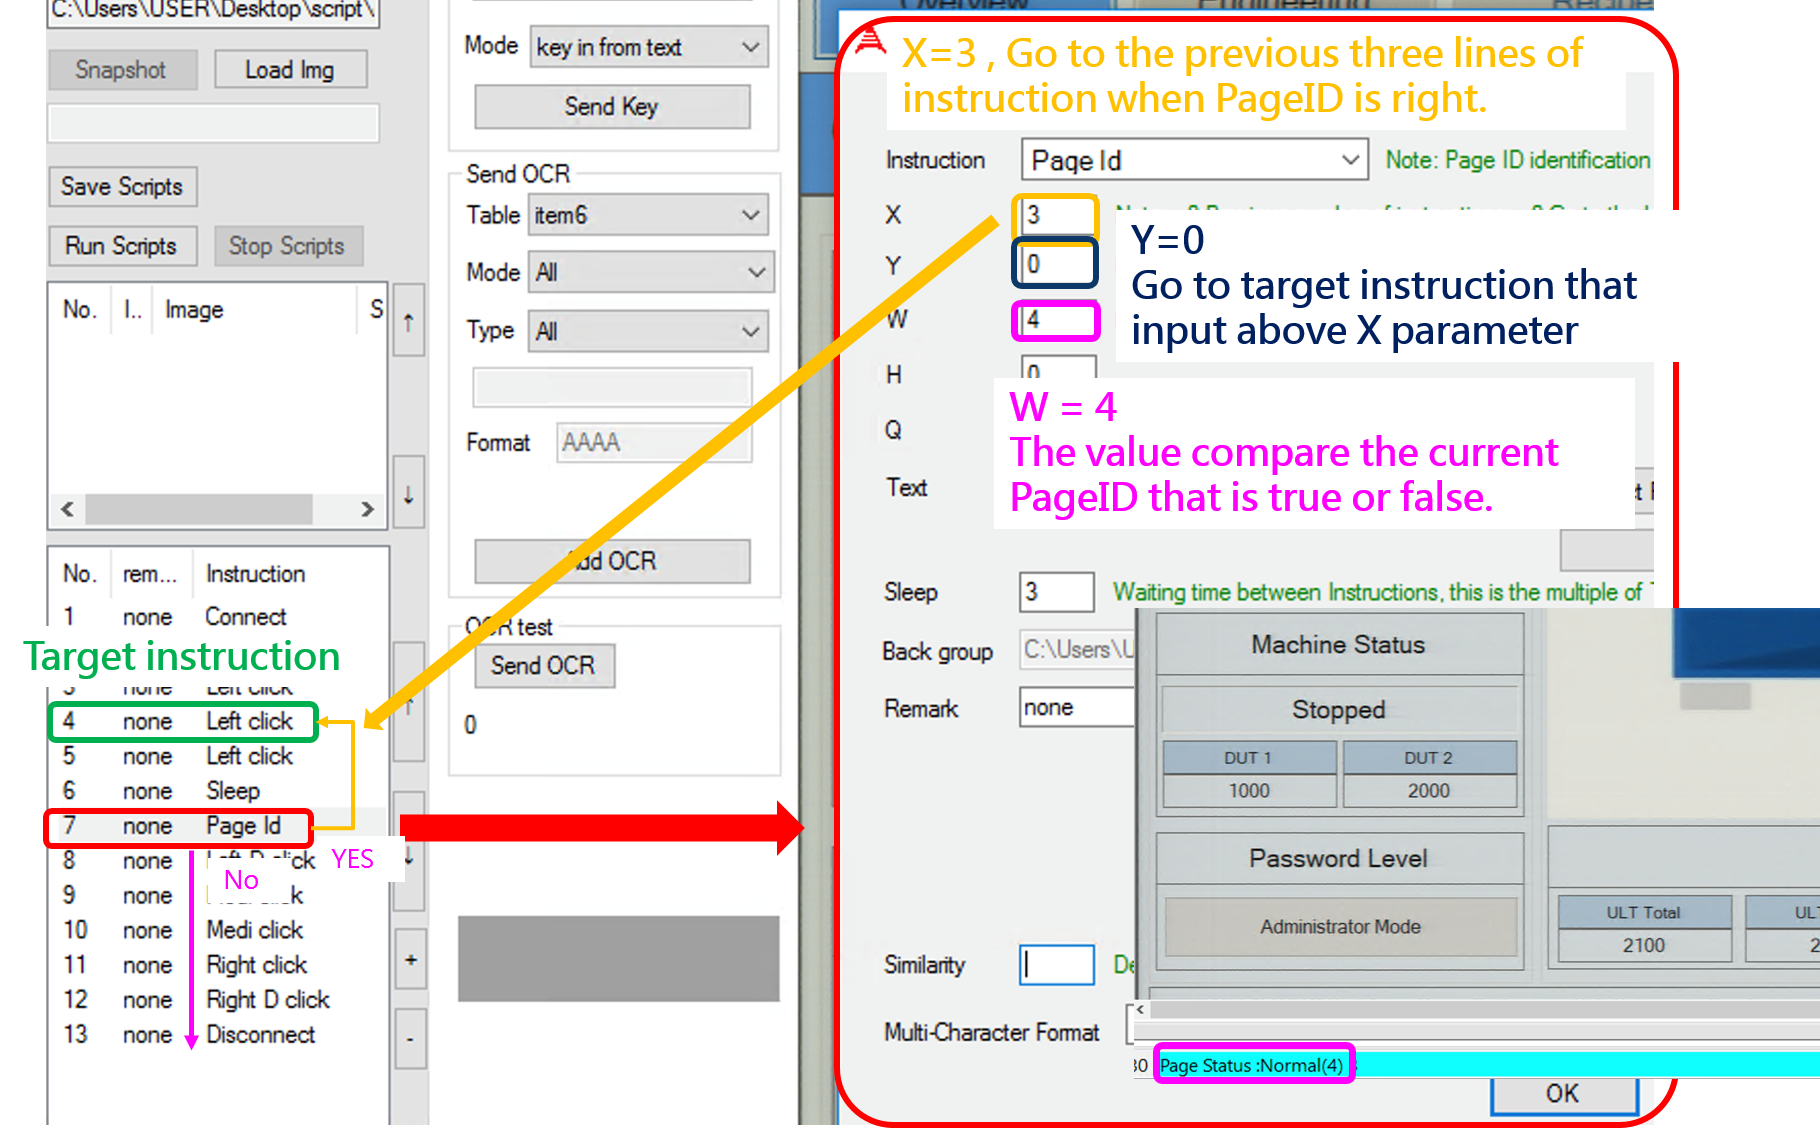 C:\Users\USER\Desktop\script\
Snapshot
Load Img
Save Scripts
Run Scripts
Stop Scripts
No.
I..
Image
S
No.
rem...
Instruction
1 none Connect
Target instruction
3 none Left click
4 none Left click
5 none Left click
6 none Sleep
7 none Page Id
YES
8 none Left D click
No
9 none click
10 none Medi click
11 none Right click
12 none Right D click
13 none Disconnect
+
-
Mode
key in from text
Send Key
Send OCR
Table
item6
Mode
All
Type
All
Format
AAAA
Add OCR
OCR test
Send OCR
0
Overview
Engineering
X=3 , Go to the previous three lines of
instruction when PageID is right.
Instruction
Page Id
Note: Page ID identification
X
3
Y
0
Y=0
Go to target instruction that
input above X parameter
W
4
H
0
W = 4
The value compare the current
PageID that is true or false.
Q
Text
Sleep
3
Waiting time between Instructions, this is the multiple of
Back group
C:\Users\U
Remark
none
Similarity
Multi-Character Format
Machine Status
Stopped
DUT 1
DUT 2
1000
2000
Password Level
Administrator Mode
ULT Total
2100
Page Status :Normal(4)
OK